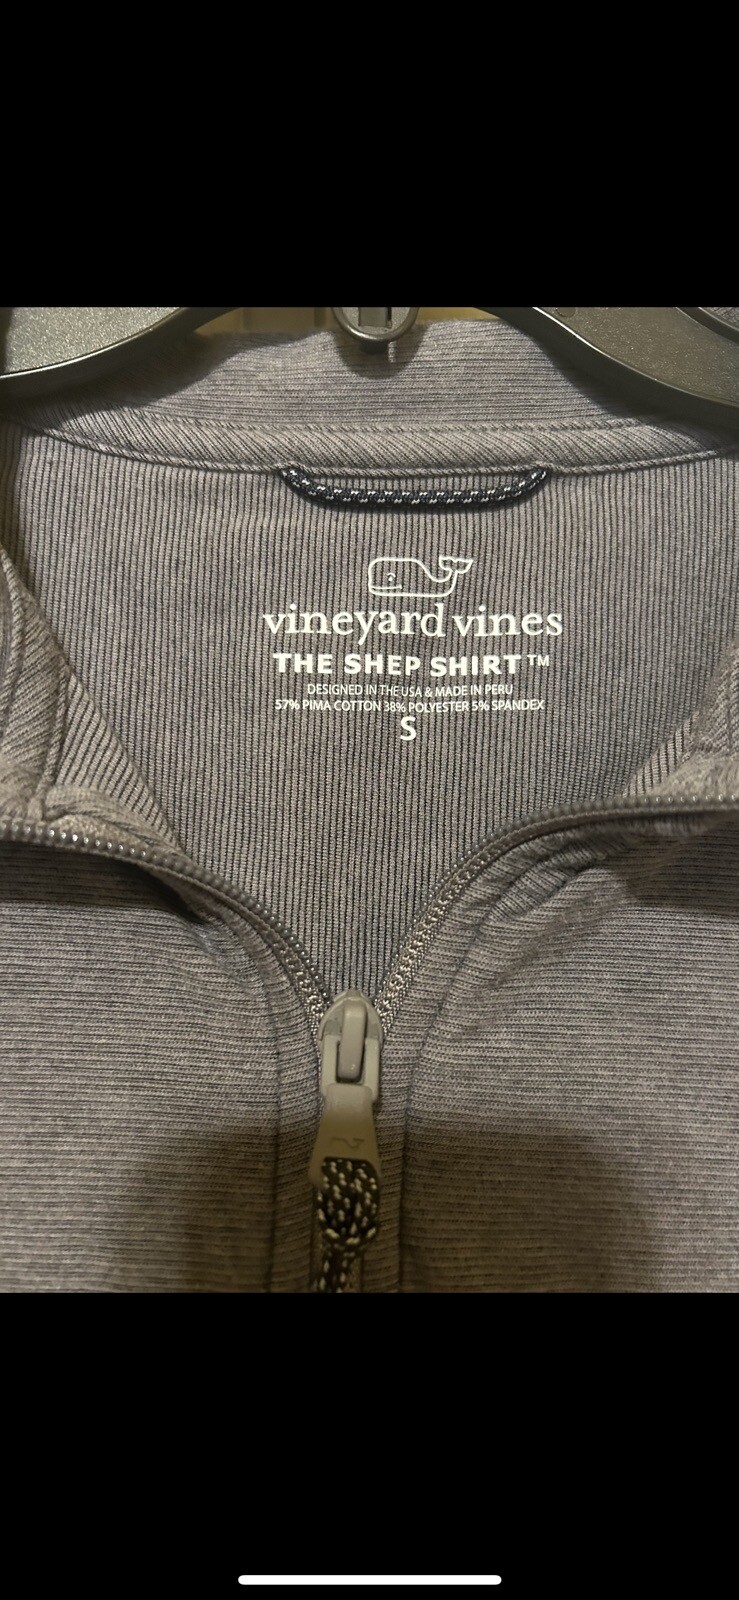 vineyard vines
THE SHEP SHIRT™
DESIGNED IN THE USA & MADE IN PERU
57% PIMA COTTON 38% POLYESTER 5% SPANDEX
S